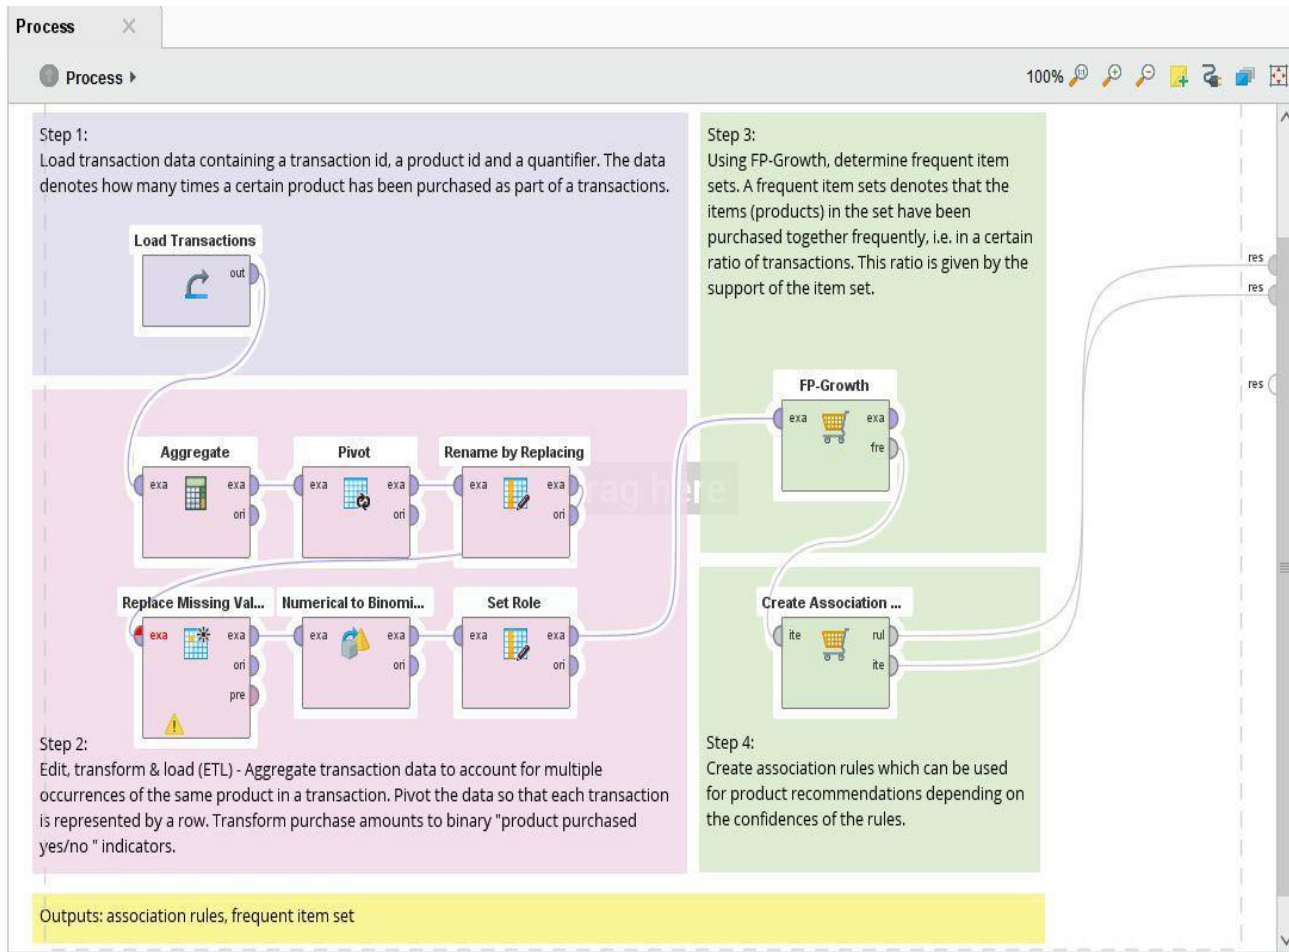 Process
Process
100%
Step 1:
Load transaction data containing a transaction id, a product id and a quantifier. The data
denotes how many times a certain product has been purchased as part of a transactions.
Load Transactions
out
Step 3:
Using FP-Growth, determine frequent item
sets. A frequent item sets denotes that the
items (products) in the set have been
purchased together frequently, i.e. in a certain
ratio of transactions. This ratio is given by the
support of the item set.
res
res
res
FP-Growth
exa exa
fre
Aggregate
exa exa
ori
Pivot
exa exa
ori
Rename by Replacing
exa exa
ori
rag here
Replace Missing Val...
exa exa
ori
pre
Numerical to Binomi...
exa exa
ori
Set Role
exa exa
ori
Create Association ...
ite rul
ite
Step 2:
Edit, transform & load (ETL) - Aggregate transaction data to account for multiple
occurrences of the same product in a transaction. Pivot the data so that each transaction
is represented by a row. Transform purchase amounts to binary "product purchased
yes/no " indicators.
Step 4:
Create association rules which can be used
for product recommendations depending on
the confidences of the rules.
Outputs: association rules, frequent item set